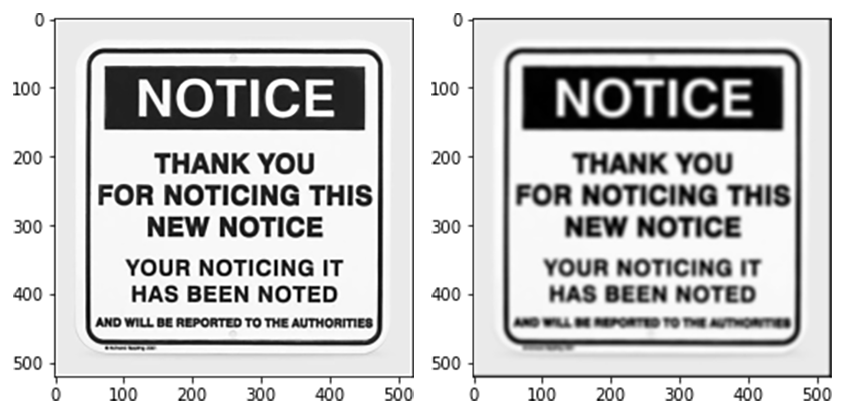 0
100
200
300
400
500
0 100 200 300 400 500
NOTICE
THANK YOU
FOR NOTICING THIS
NEW NOTICE
YOUR NOTICING IT
HAS BEEN NOTED
AND WILL BE REPORTED TO THE AUTHORITIES
0
100
200
300
400
500
0 100 200 300 400 500
NOTICE
THANK YOU
FOR NOTICING THIS
NEW NOTICE
YOUR NOTICING IT
HAS BEEN NOTED
AND WILL BE REPORTED TO THE AUTHORITIES